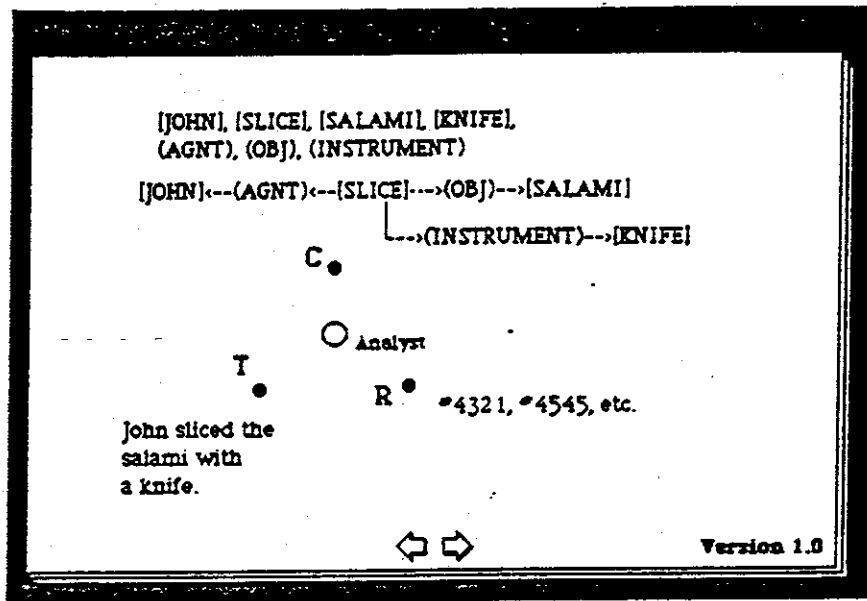 [JOHN], [SLICE], [SALAMI], [KNIFE],
(AGNT), (OBJ), (INSTRUMENT)
[JOHN]<--(AGNT)<--[SLICE]--->(OBJ)-->[SALAMI]
--->(INSTRUMENT)-->[KNIFE]
C
Analyst
T
R
#4321, #4545, etc.
John sliced the
salami with
a knife.
Version 1.0